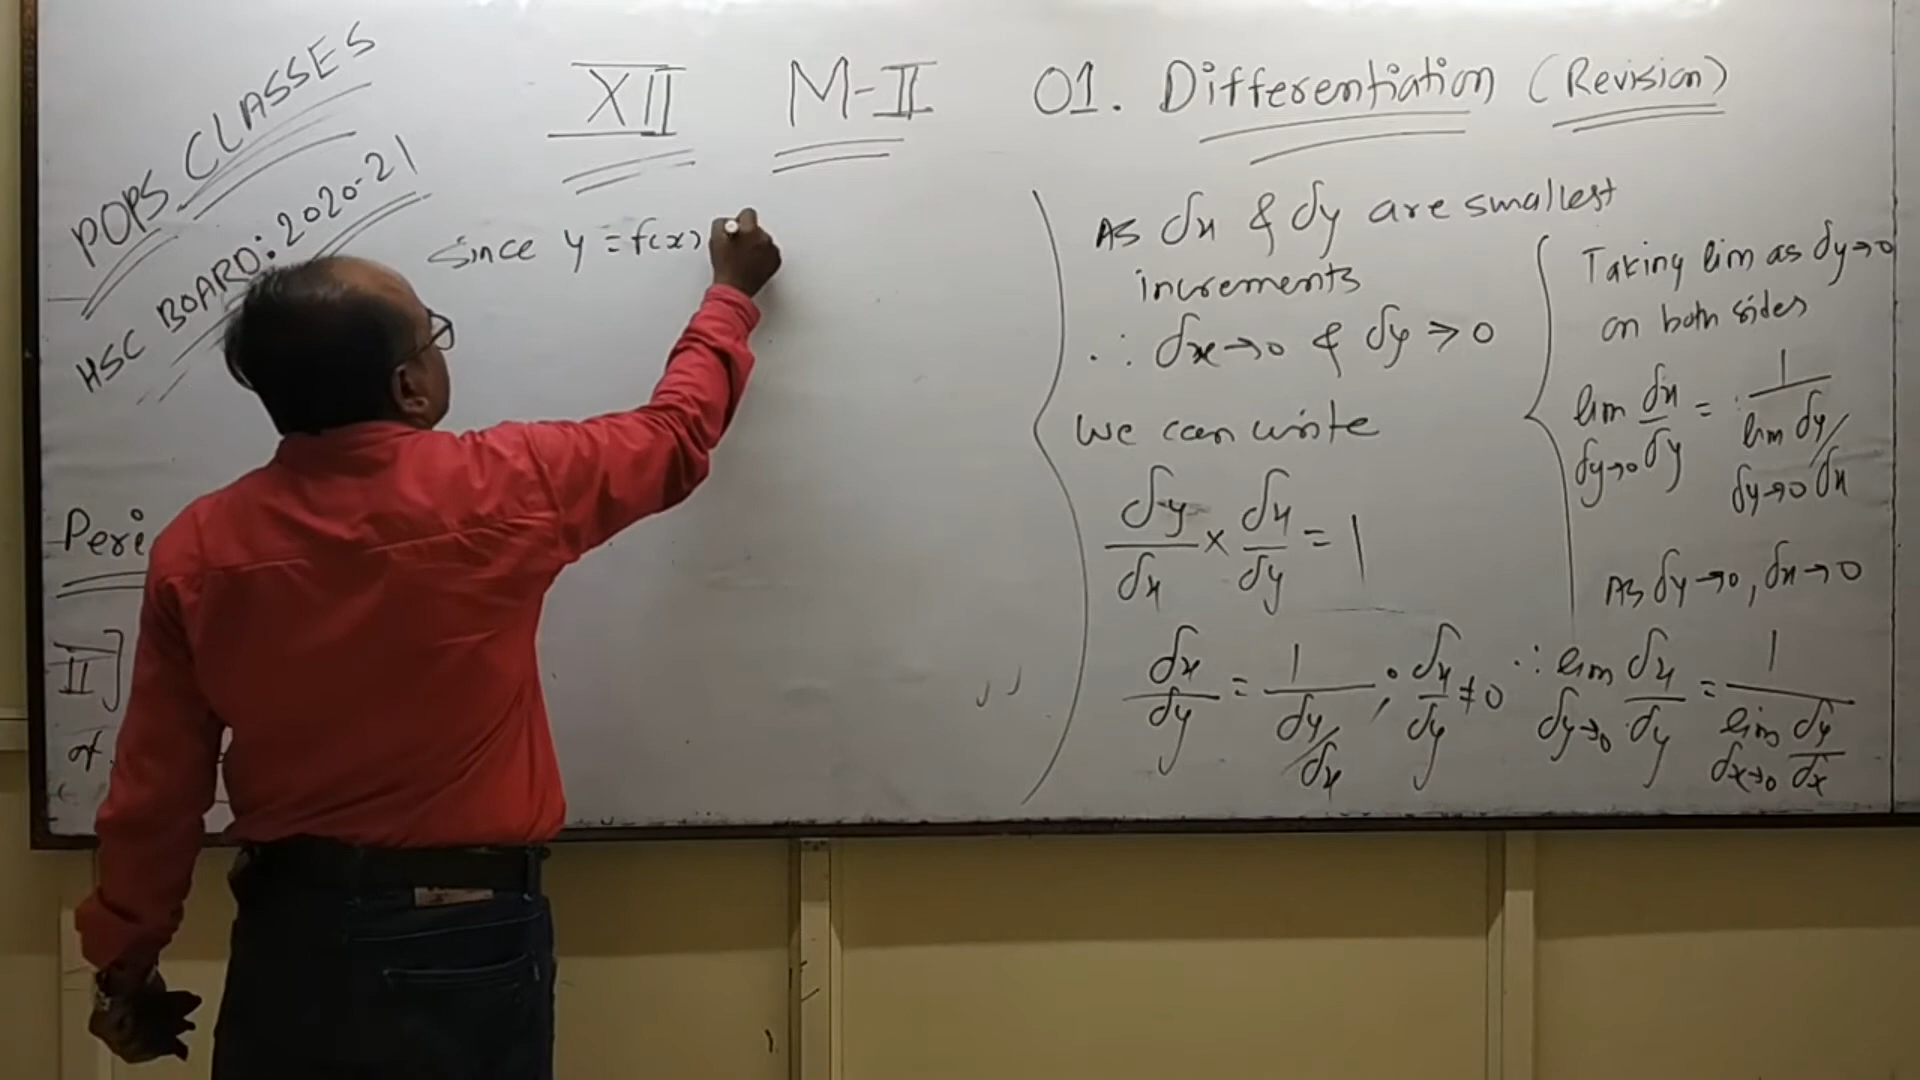 POPS CLASSES
HSC BOARD: 2020-21
XII M-II 01. Differentiation (Revision)
Since y = f(x)
Peri
II]
of
As δx & δy are smallest
increments
∴ δx→0 & δy→0
We can write
δy/δx × δx/δy = 1
δx/δy = 1/(δy/δx) ; δx/δy ≠ 0
Taking lim as δy→0
on both sides
lim δy→0 δx/δy = 1/(lim δy→0 δy/δx)
As δy→0, δx→0
∴ lim δy→0 δx/δy = 1/(lim δx→0 δy/δx)